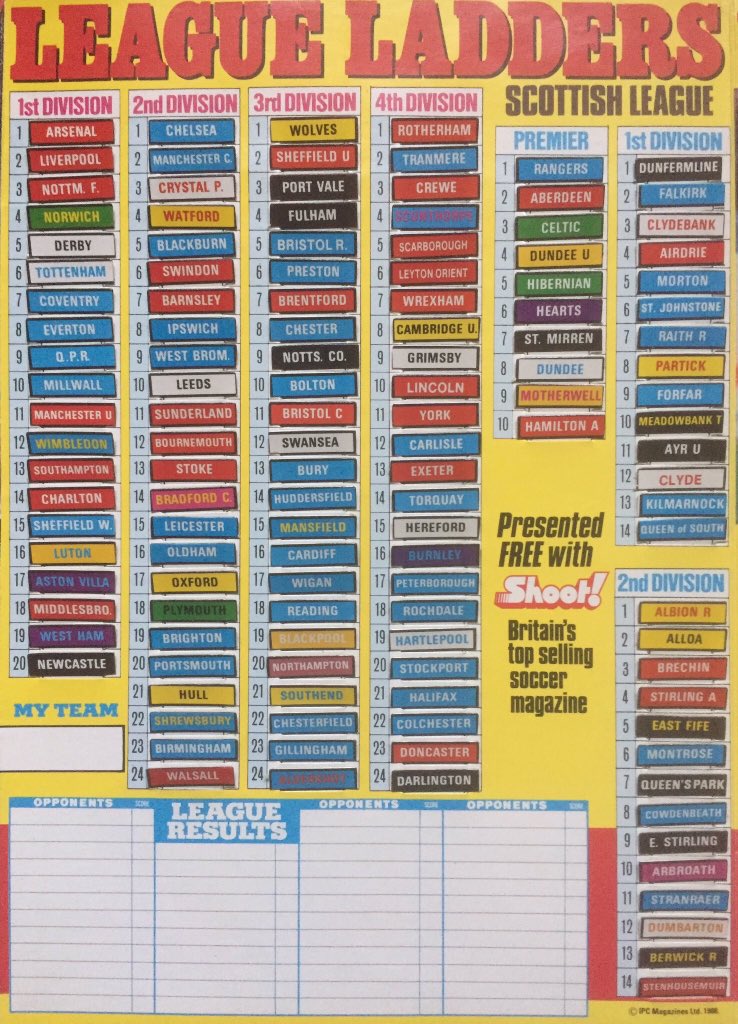 LEAGUE LADDERS
1st DIVISION
1 ARSENAL
2 LIVERPOOL
3 NOTTM. F.
4 NORWICH
5 DERBY
6 TOTTENHAM
7 COVENTRY
8 EVERTON
9 Q.P.R.
10 MILLWALL
11 MANCHESTER U
12 WIMBLEDON
13 SOUTHAMPTON
14 CHARLTON
15 SHEFFIELD W.
16 LUTON
17 ASTON VILLA
18 MIDDLESBRO.
19 WEST HAM
20 NEWCASTLE
2nd DIVISION
1 CHELSEA
2 MANCHESTER C.
3 CRYSTAL P.
4 WATFORD
5 BLACKBURN
6 SWINDON
7 BARNSLEY
8 IPSWICH
9 WEST BROM.
10 LEEDS
11 SUNDERLAND
12 BOURNEMOUTH
13 STOKE
14 BRADFORD C.
15 LEICESTER
16 OLDHAM
17 OXFORD
18 PLYMOUTH
19 BRIGHTON
20 PORTSMOUTH
21 HULL
22 SHREWSBURY
23 BIRMINGHAM
24 WALSALL
3rd DIVISION
1 WOLVES
2 SHEFFIELD U
3 PORT VALE
4 FULHAM
5 BRISTOL R.
6 PRESTON
7 BRENTFORD
8 CHESTER
9 NOTTS. CO.
10 BOLTON
11 BRISTOL C
12 SWANSEA
13 BURY
14 HUDDERSFIELD
15 MANSFIELD
16 CARDIFF
17 WIGAN
18 READING
19 BLACKPOOL
20 NORTHAMPTON
21 SOUTHEND
22 CHESTERFIELD
23 GILLINGHAM
24 ALDERSHOT
4th DIVISION
1 ROTHERHAM
2 TRANMERE
3 CREWE
4 SCUNTHORPE
5 SCARBOROUGH
6 LEYTON ORIENT
7 WREXHAM
8 CAMBRIDGE U.
9 GRIMSBY
10 LINCOLN
11 YORK
12 CARLISLE
13 EXETER
14 TORQUAY
15 HEREFORD
16 BURNLEY
17 PETERBOROUGH
18 ROCHDALE
19 HARTLEPOOL
20 STOCKPORT
21 HALIFAX
22 COLCHESTER
23 DONCASTER
24 DARLINGTON
SCOTTISH LEAGUE
PREMIER
1 RANGERS
2 ABERDEEN
3 CELTIC
4 DUNDEE U
5 HIBERNIAN
6 HEARTS
7 ST. MIRREN
8 DUNDEE
9 MOTHERWELL
10 HAMILTON A
1st DIVISION
1 DUNFERMLINE
2 FALKIRK
3 CLYDEBANK
4 AIRDRIE
5 MORTON
6 ST. JOHNSTONE
7 RAITH R
8 PARTICK
9 FORFAR
10 MEADOWBANK T
11 AYR U
12 CLYDE
13 KILMARNOCK
14 QUEEN of SOUTH
Presented
FREE with
Shoot!
Britain's
top selling
soccer
magazine
2nd DIVISION
1 ALBION R
2 ALLOA
3 BRECHIN
4 STIRLING A
5 EAST FIFE
6 MONTROSE
7 QUEEN'S PARK
8 COWDENBEATH
9 E. STIRLING
10 ARBROATH
11 STRANRAER
12 DUMBARTON
13 BERWICK R
14 STENHOUSEMUIR
MY TEAM
OPPONENTS SCORE
LEAGUE
RESULTS
OPPONENTS SCORE
OPPONENTS SCORE
© IPC Magazines Ltd. 1988